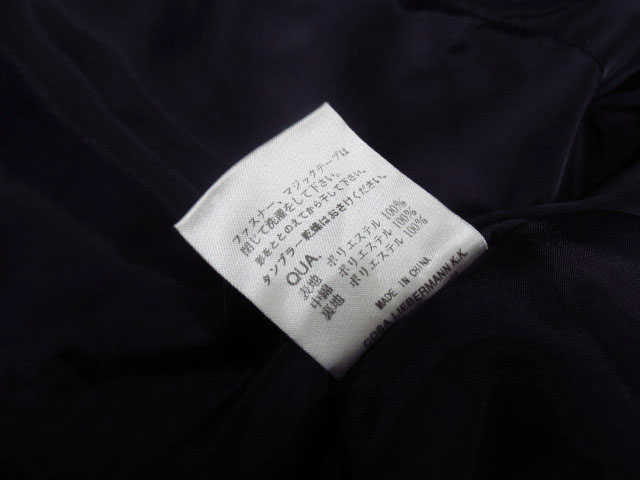 ファスナー、マジックテープは
閉じて洗濯をして下さい。
形をととのえてから干して下さい。
タンブラー乾燥はおさけください。
QUA.
表地 ポリエステル 100%
中綿 ポリエステル 100%
裏地 ポリエステル 100%
MADE IN CHINA
COSA LIEBERMANN K.K.